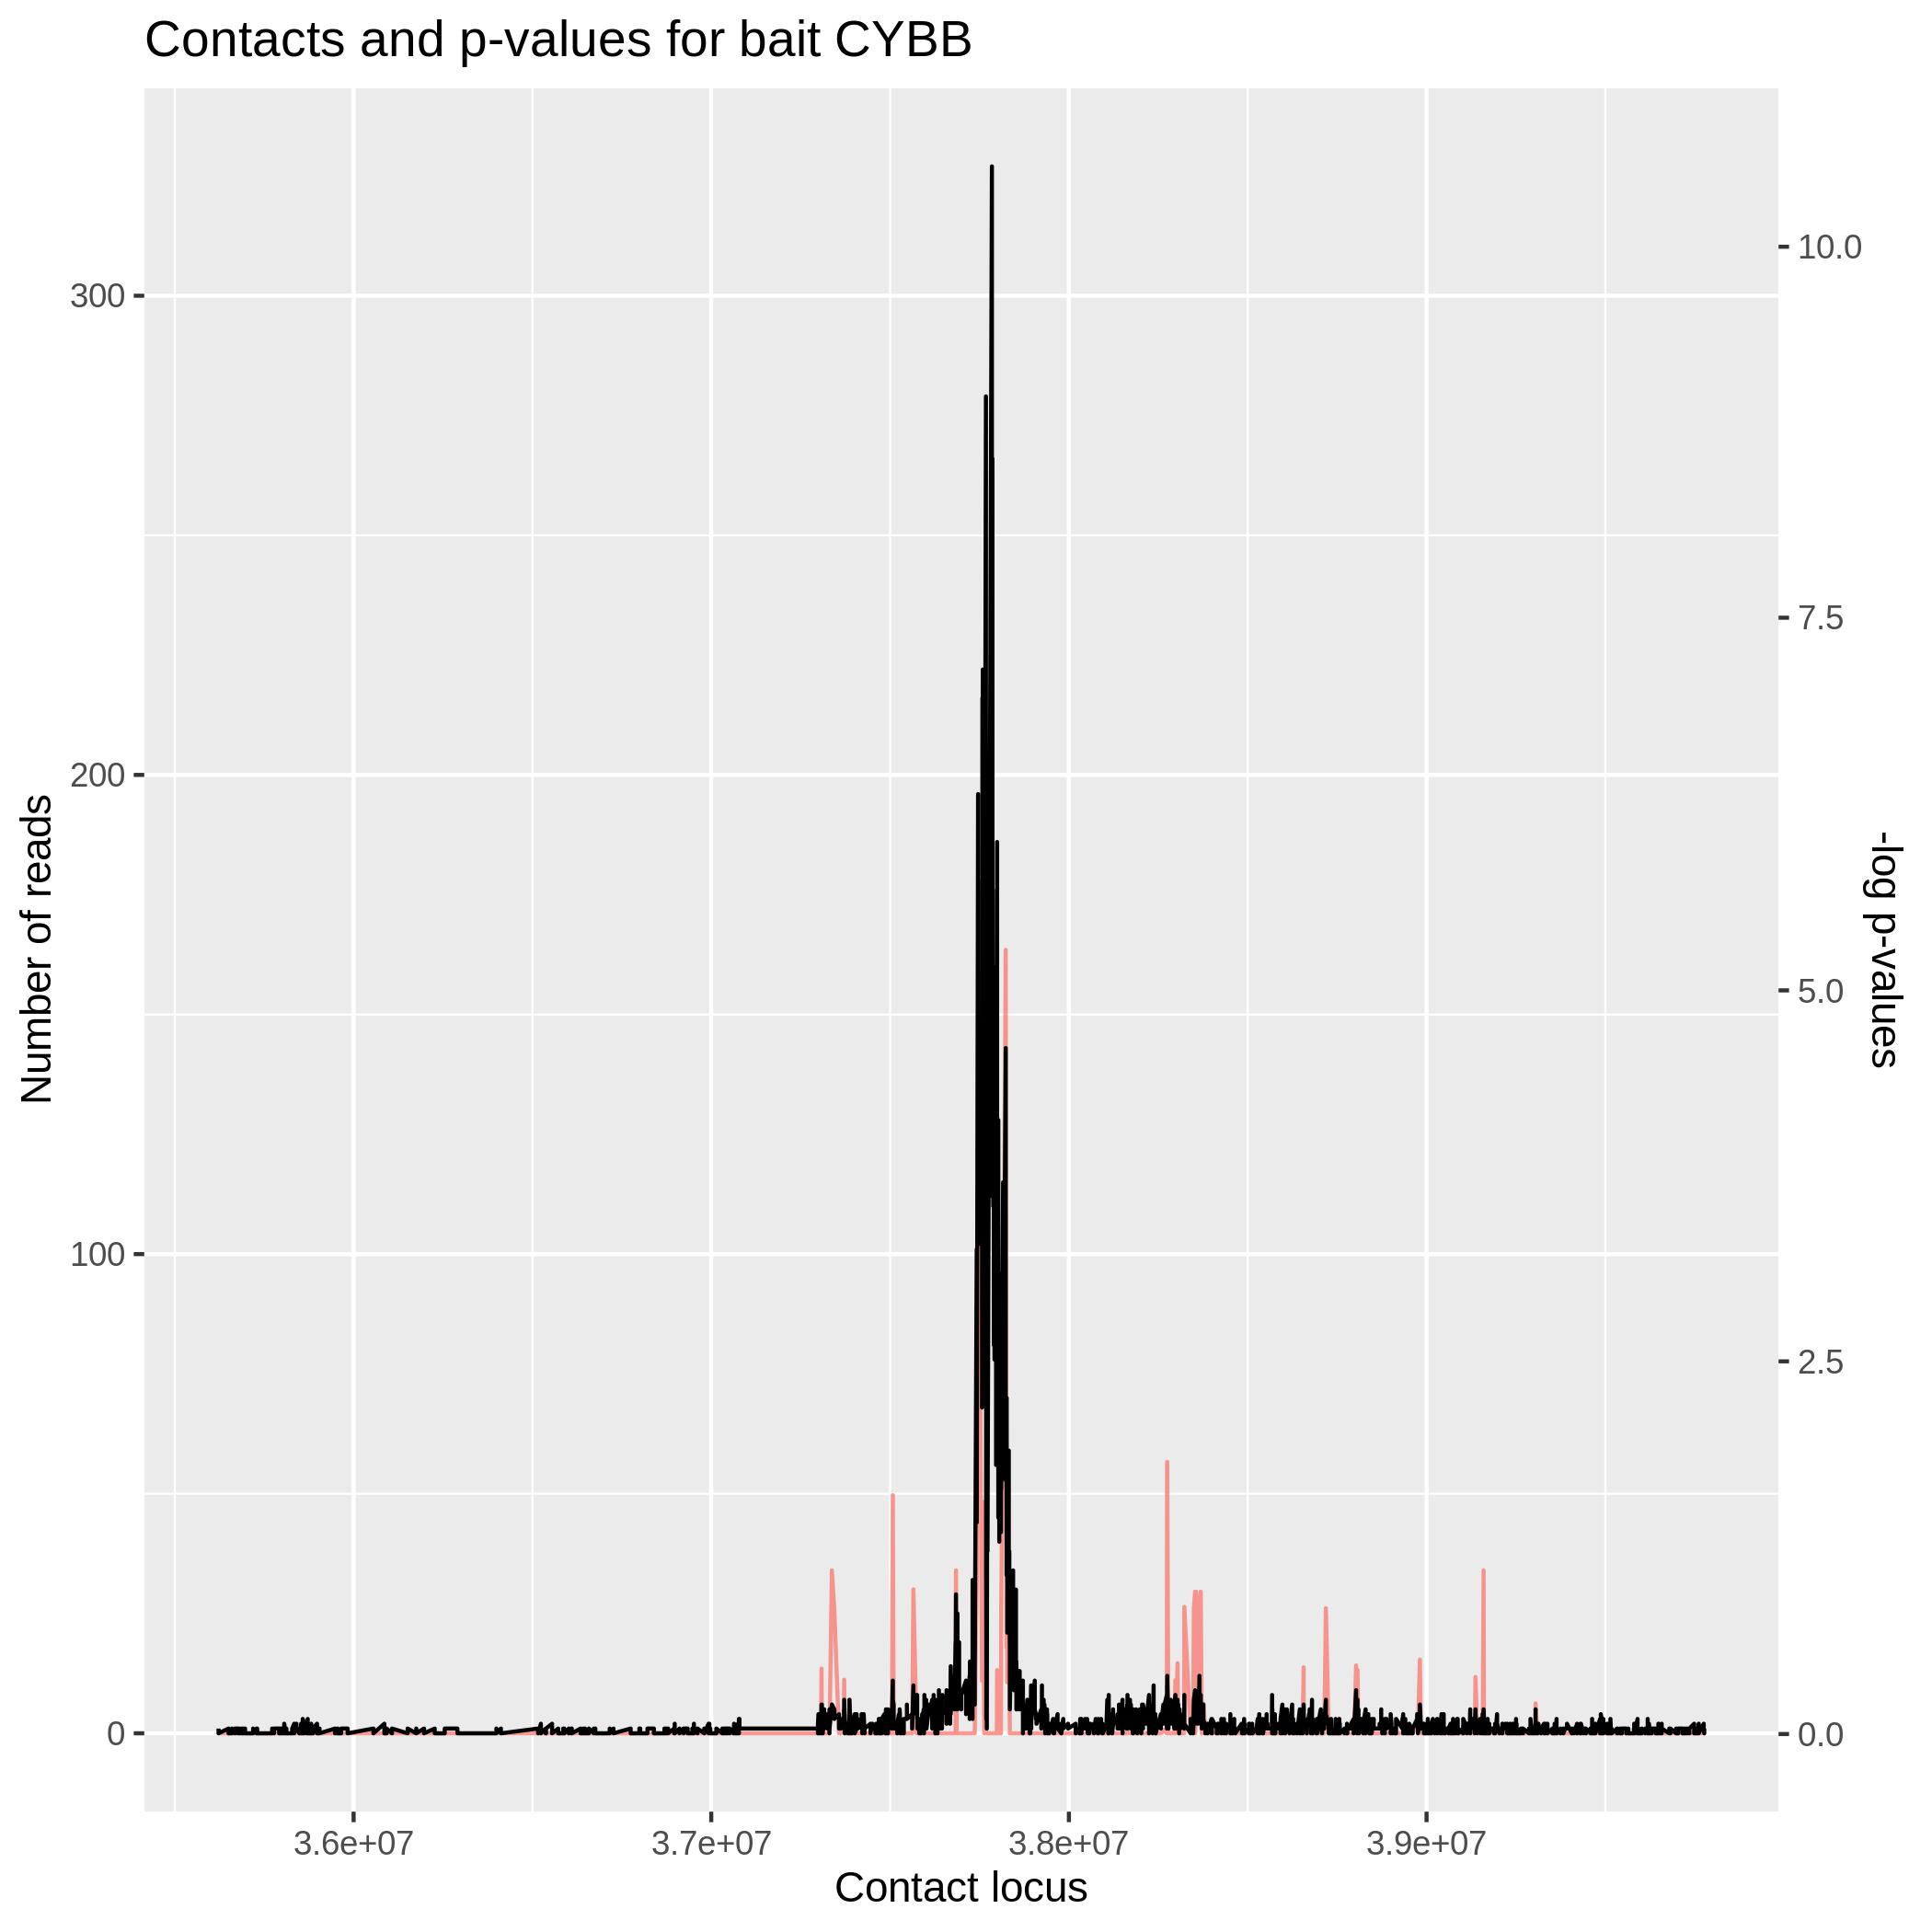 Contacts and p-values for bait CYBB
Number of reads
300
200
100
0
10.0
7.5
5.0
2.5
0.0
-log p-values
3.6e+07 3.7e+07 3.8e+07 3.9e+07
Contact locus